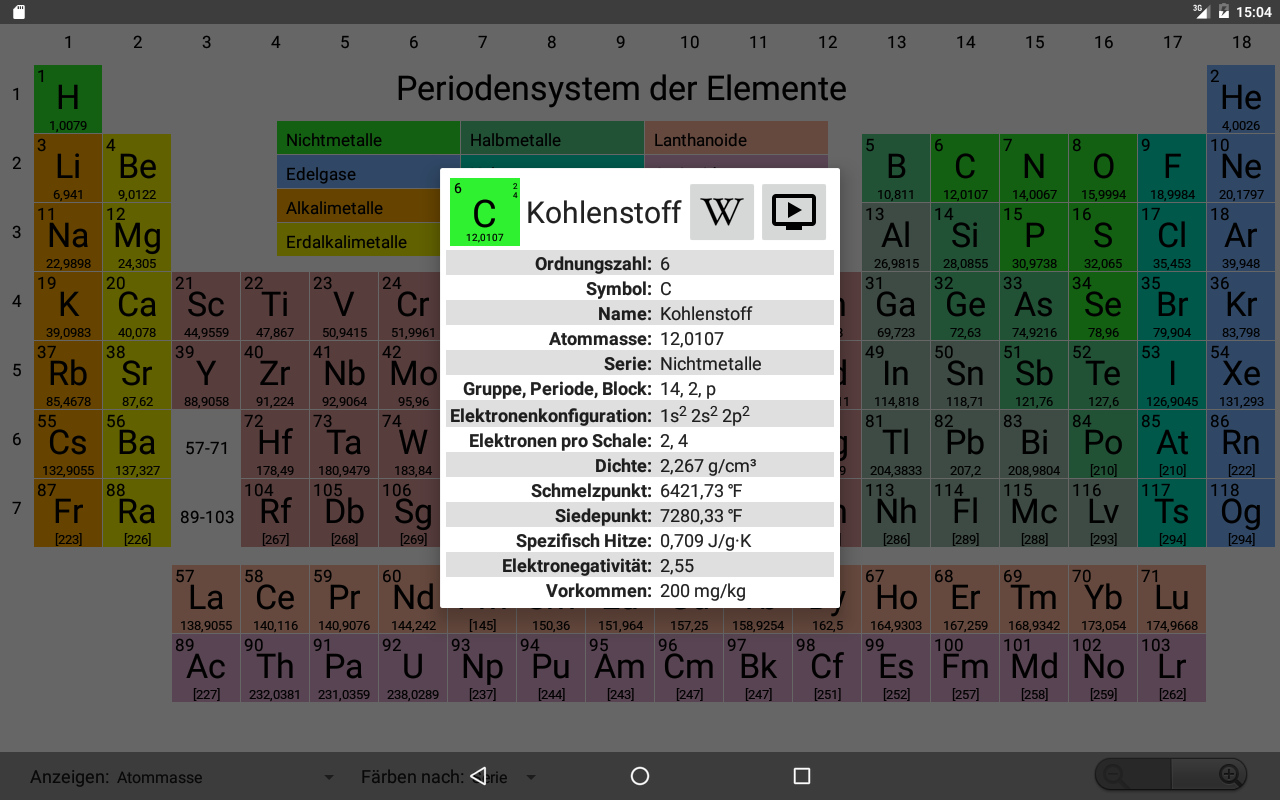 3G 15:04
1 2 3 4 5 6 7 8 9 10 11 12 13 14 15 16 17 18
Periodensystem der Elemente
1 1 H 1,0079 2 He 4,0026
Nichtmetalle Halbmetalle Lanthanoide
Edelgase
Alkalimetalle
Erdalkalimetalle
2 3 Li 6,941 4 Be 9,0122 5 B 10,811 6 C 12,0107 7 N 14,0067 8 O 15,9994 9 F 18,9984 10 Ne 20,1797
3 11 Na 22,9898 12 Mg 24,305 13 Al 26,9815 14 Si 28,0855 15 P 30,9738 16 S 32,065 17 Cl 35,453 18 Ar 39,948
4 19 K 39,0983 20 Ca 40,078 21 Sc 44,9559 22 Ti 47,867 23 V 50,9415 24 Cr 51,9961 31 Ga 69,723 32 Ge 72,63 33 As 74,9216 34 Se 78,96 35 Br 79,904 36 Kr 83,798
5 37 Rb 85,4678 38 Sr 87,62 39 Y 88,9058 40 Zr 91,224 41 Nb 92,9064 42 Mo 95,96 49 In 114,818 50 Sn 118,71 51 Sb 121,76 52 Te 127,6 53 I 126,9045 54 Xe 131,293
6 55 Cs 132,9055 56 Ba 137,327 57-71 72 Hf 178,49 73 Ta 180,9479 74 W 183,84 81 Tl 204,3833 82 Pb 207,2 83 Bi 208,9804 84 Po [210] 85 At [210] 86 Rn [222]
7 87 Fr [223] 88 Ra [226] 89-103 104 Rf [267] 105 Db [268] 106 Sg [269] 113 Nh [286] 114 Fl [289] 115 Mc [288] 116 Lv [293] 117 Ts [294] 118 Og [294]
6 2 4 C 12,0107 Kohlenstoff W
Ordnungszahl: 6
Symbol: C
Name: Kohlenstoff
Atommasse: 12,0107
Serie: Nichtmetalle
Gruppe, Periode, Block: 14, 2, p
Elektronenkonfiguration: 1s² 2s² 2p²
Elektronen pro Schale: 2, 4
Dichte: 2,267 g/cm³
Schmelzpunkt: 6421,73 °F
Siedepunkt: 7280,33 °F
Spezifisch Hitze: 0,709 J/g·K
Elektronegativität: 2,55
Vorkommen: 200 mg/kg
57 La 138,9055 58 Ce 140,116 59 Pr 140,9076 60 Nd 144,242 [145] 150,36 151,964 157,25 158,9254 162,5 67 Ho 164,9303 68 Er 167,259 69 Tm 168,9342 70 Yb 173,054 71 Lu 174,9668
89 Ac [227] 90 Th 232,0381 91 Pa 231,0359 92 U 238,0289 93 Np [237] 94 Pu [244] 95 Am [243] 96 Cm [247] 97 Bk [247] 98 Cf [251] 99 Es [252] 100 Fm [257] 101 Md [258] 102 No [259] 103 Lr [262]
Anzeigen: Atommasse Färben nach: Serie